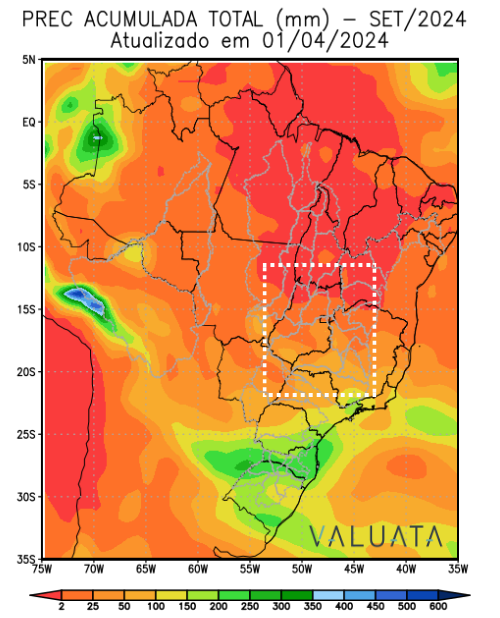 PREC ACUMULADA TOTAL (mm) – SET/2024
Atualizado em 01/04/2024
5N
EQ
5S
10S
15S
20S
25S
30S
35S
VALUATA
75W 70W 65W 60W 55W 50W 45W 40W 35W
2 25 50 100 150 200 250 300 350 400 450 500 600